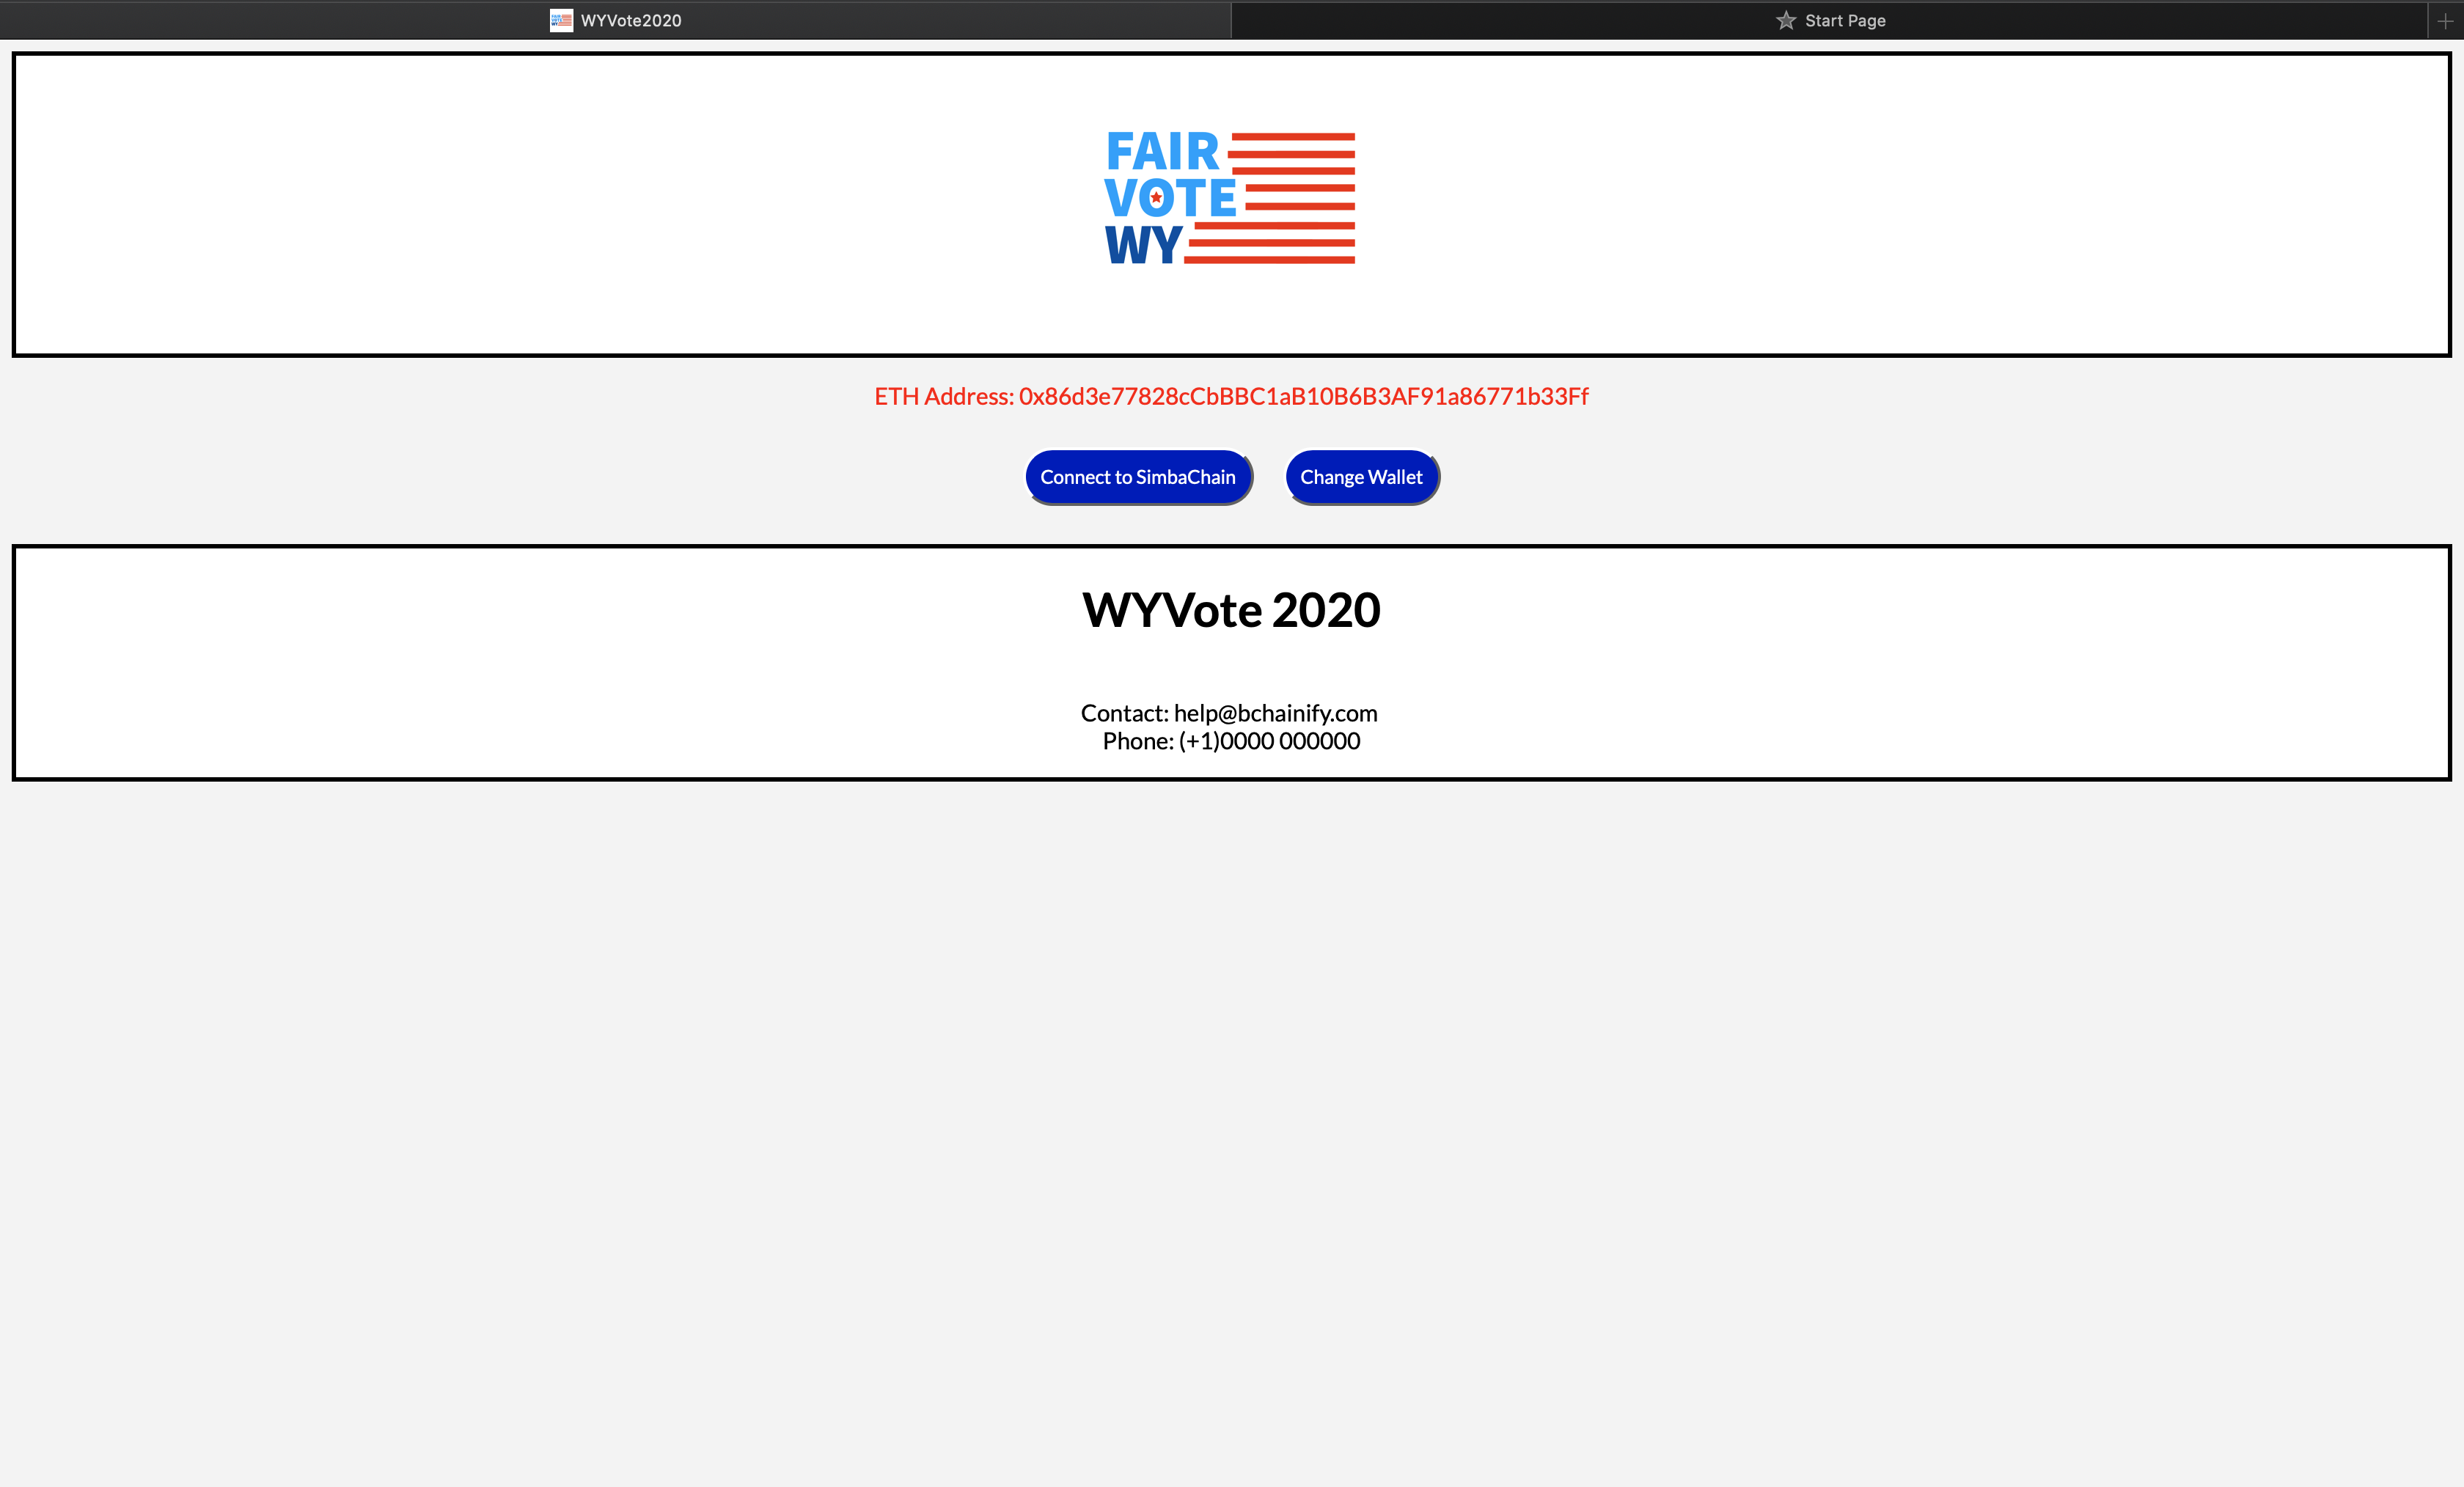 WYVote2020
Start Page
FAIR
VOTE
WY
ETH Address: 0x86d3e77828cCbBBC1aB10B6B3AF91a86771b33Ff
Connect to SimbaChain
Change Wallet
WYVote 2020
Contact: help@bchainify.com
Phone: (+1)0000 000000